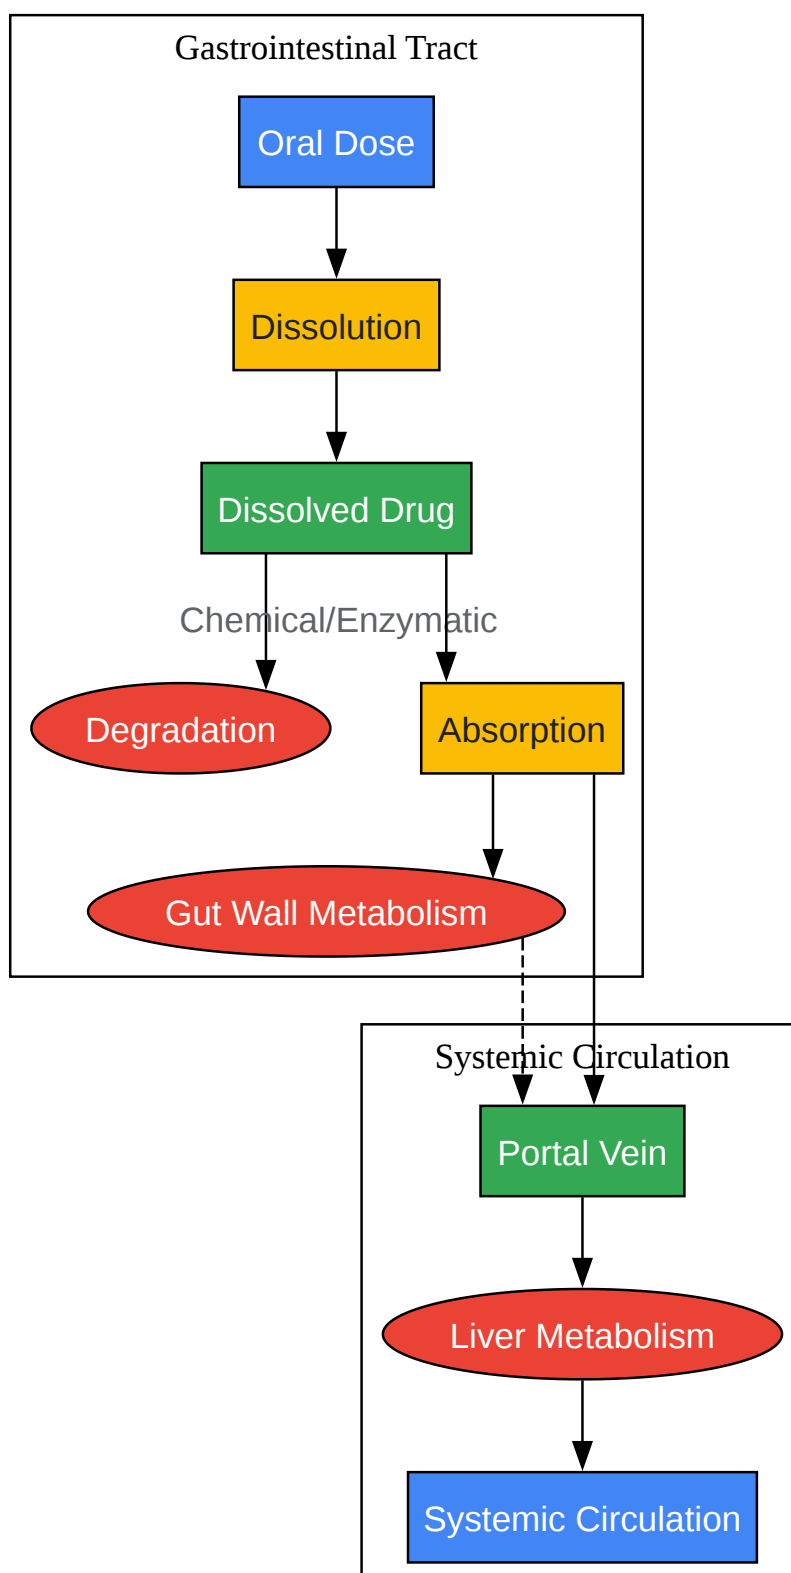 Gastrointestinal Tract
Oral Dose
Dissolution
Dissolved Drug
Chemical/Enzymatic
Degradation
Absorption
Gut Wall Metabolism
Systemic Circulation
Portal Vein
Liver Metabolism
Systemic Circulation